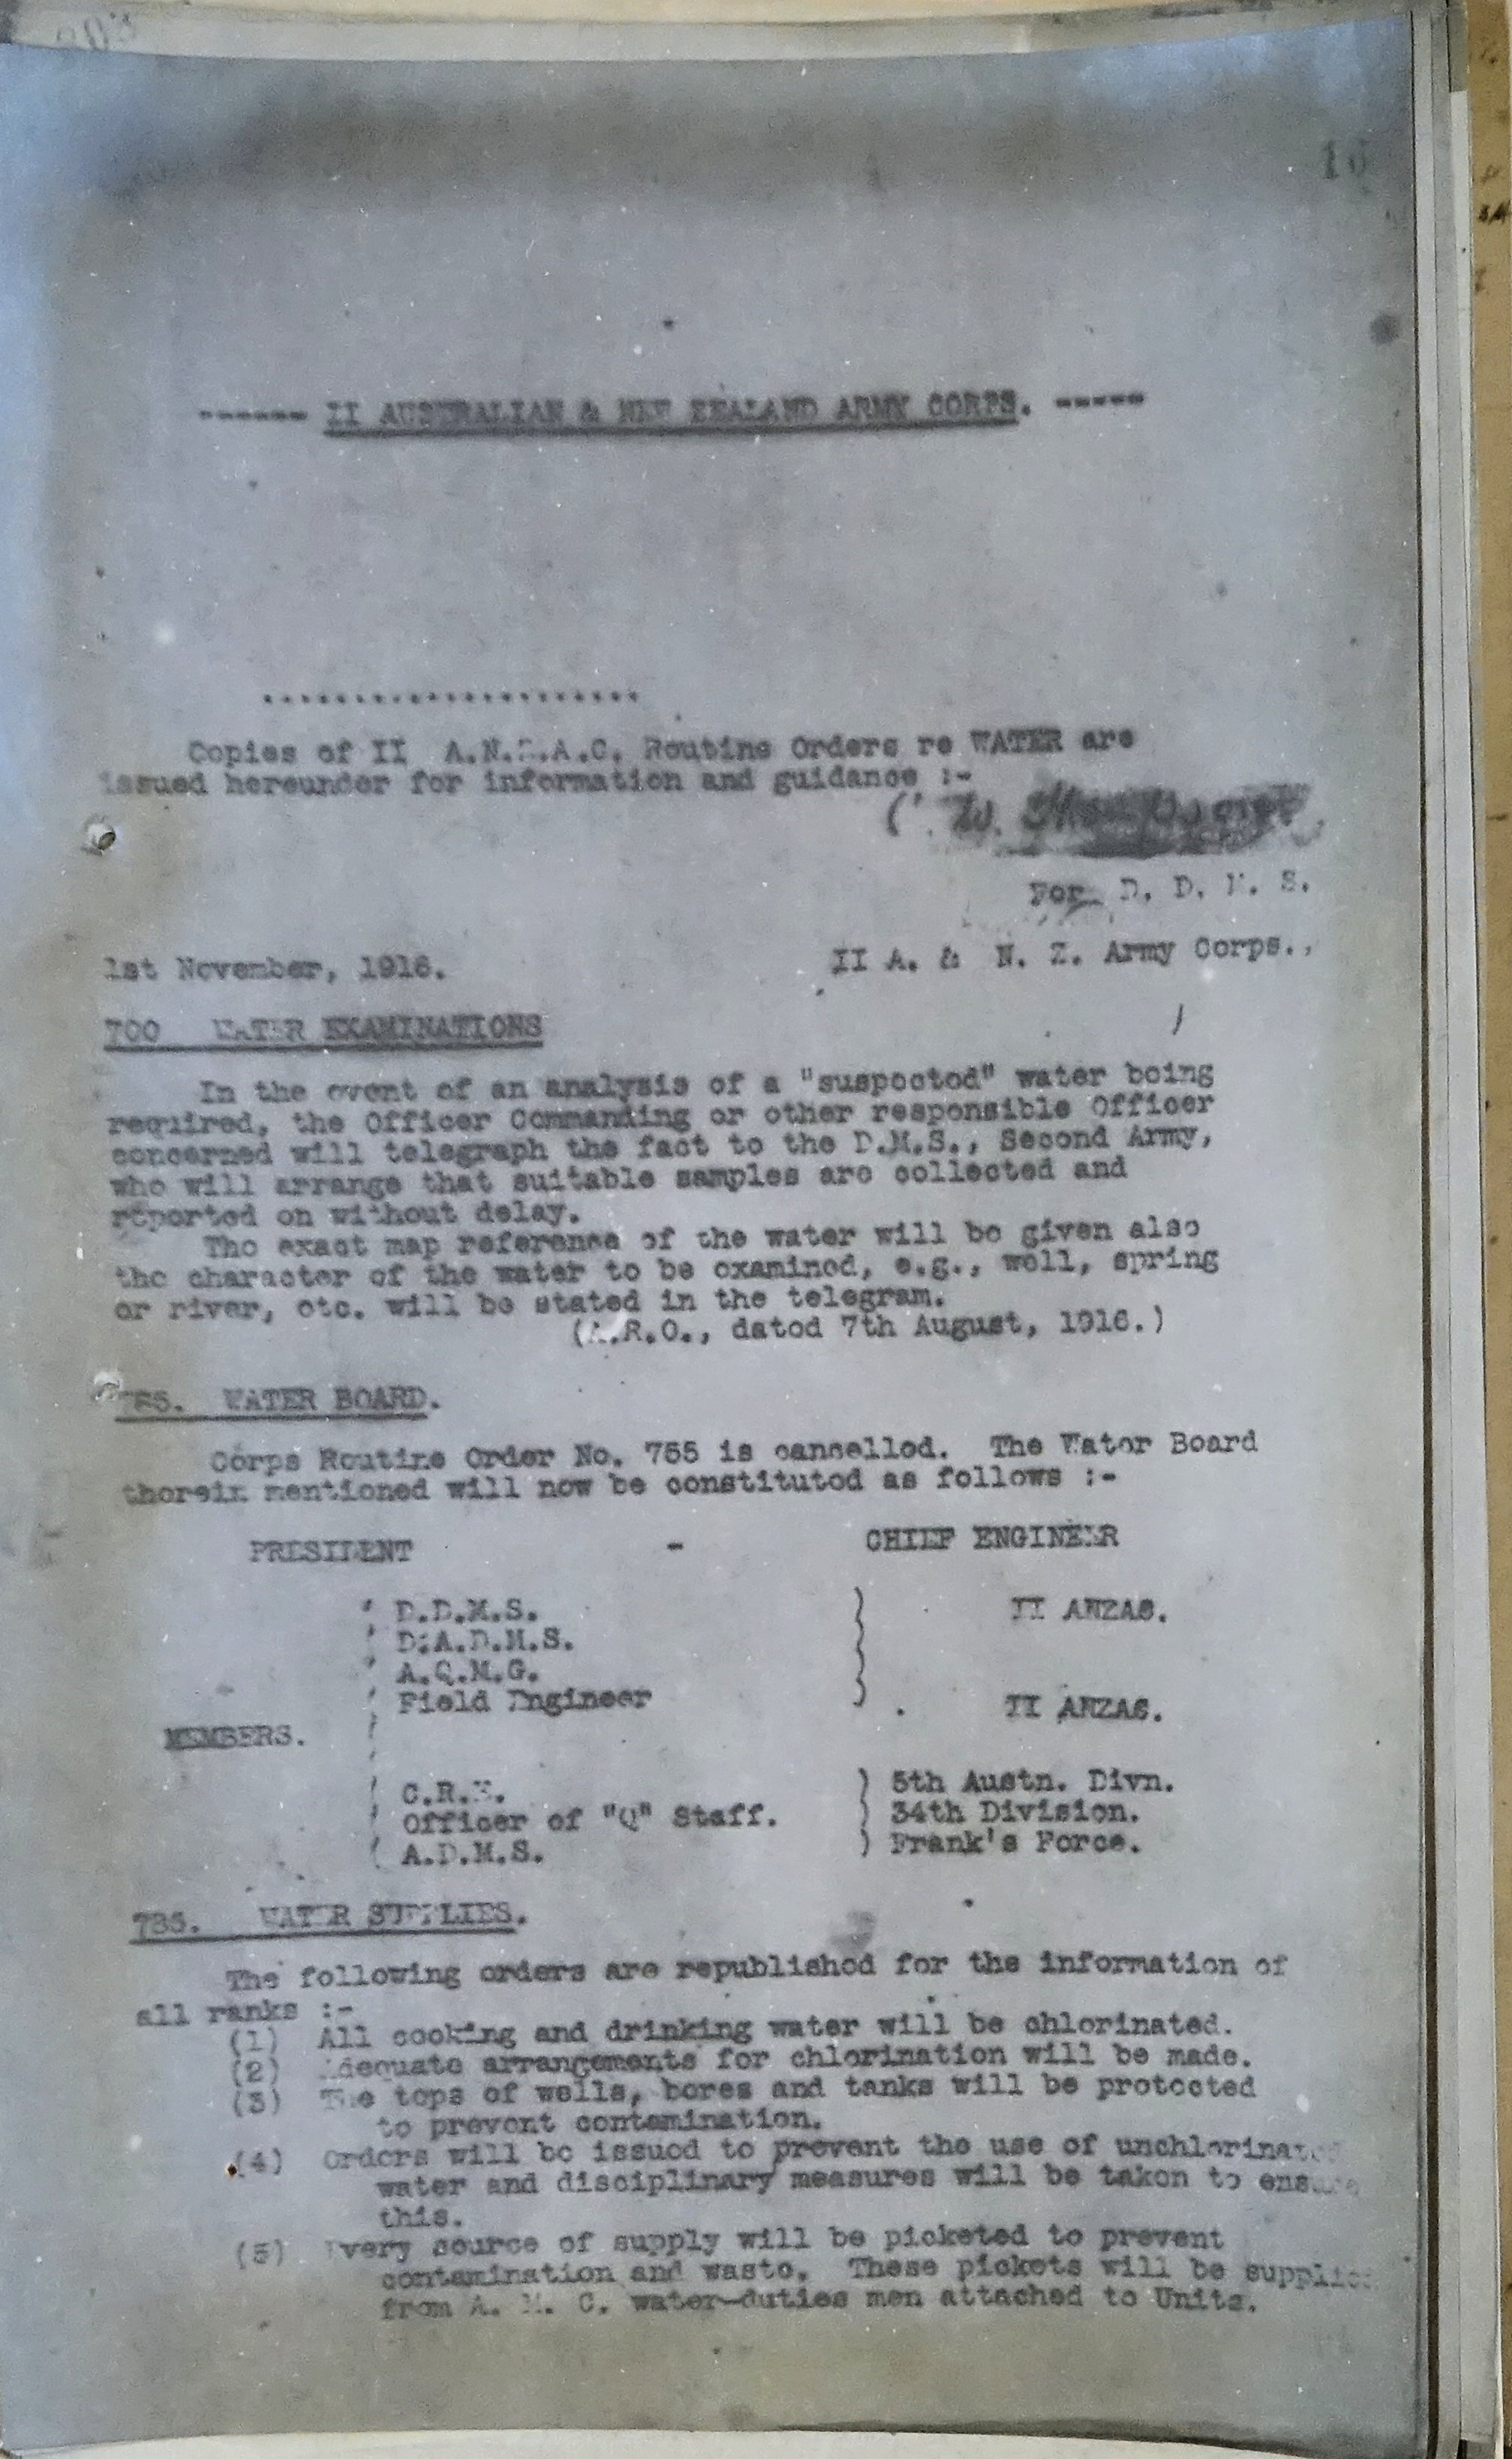 ------ II AUSTRALIAN & NEW ZEALAND ARMY CORPS. -----
......................
Copies of II A.N.Z.A.C. Routine Orders re WATER are
issued hereunder for information and guidance :-
For D. D. M. S.
1st November, 1916. II A. & N. Z. Army Corps.,
700 WATER EXAMINATIONS
In the event of an analysis of a "suspected" water being
required, the Officer Commanding or other responsible Officer
concerned will telegraph the fact to the D.M.S., Second Army,
who will arrange that suitable samples are collected and
reported on without delay.
The exact map reference of the water will be given also
the character of the water to be examined, e.g., well, spring
or river, etc. will be stated in the telegram.
(A.R.O., dated 7th August, 1916.)
WATER BOARD.
Corps Routine Order No. 755 is cancelled. The Water Board
therein mentioned will now be constituted as follows :-
PRESIDENT - CHIEF ENGINEER
D.D.M.S. } II ANZAC.
D.A.D.M.S.
A.Q.M.G.
Field Engineer II ANZAC.
MEMBERS.
C.R.E. ) 5th Austn. Divn.
Officer of "Q" Staff. ) 34th Division.
A.D.M.S. ) Frank's Force.
WATER SUPPLIES.
The following orders are republished for the information of
all ranks :-
(1) All cooking and drinking water will be chlorinated.
(2) Adequate arrangements for chlorination will be made.
(3) The tops of wells, bores and tanks will be protected
to prevent contamination.
(4) Orders will be issued to prevent the use of unchlorinated
water and disciplinary measures will be taken to ensure
this.
(5) Every source of supply will be picketed to prevent
contamination and waste. These pickets will be supplied
from A. M. C. water-duties men attached to Units.